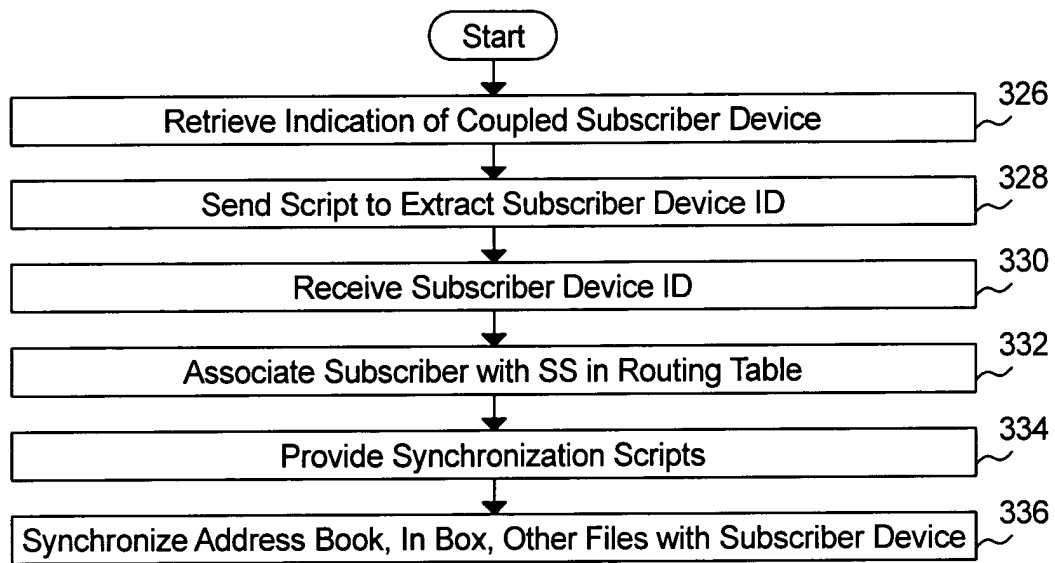 Start
326
Retrieve Indication of Coupled Subscriber Device
328
Send Script to Extract Subscriber Device ID
330
Receive Subscriber Device ID
332
Associate Subscriber with SS in Routing Table
334
Provide Synchronization Scripts
336
Synchronize Address Book, In Box, Other Files with Subscriber Device